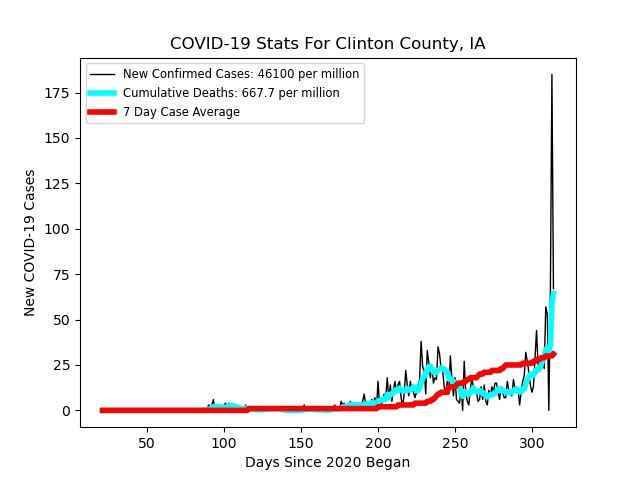 COVID-19 Stats For Clinton County, IA
New Confirmed Cases: 46100 per million
Cumulative Deaths: 667.7 per million
7 Day Case Average
175
150
125
100
75
50
25
0
New COVID-19 Cases
50 100 150 200 250 300
Days Since 2020 Began